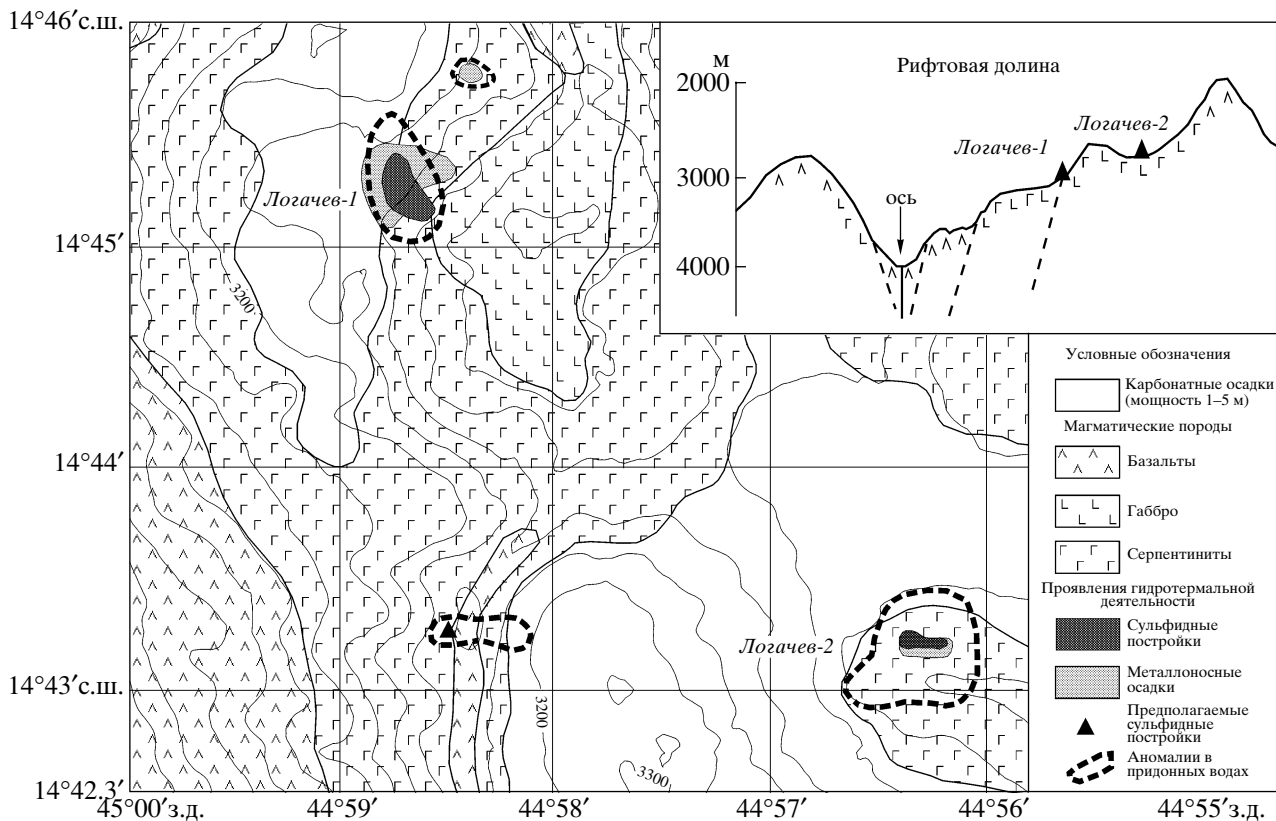 14°46′с.ш.
м
Рифтовая долина
2000
Логачев-2
Логачев-1
3000
ось
4000
Логачев-1
14°45′
3200
Условные обозначения
Карбонатные осадки
(мощность 1–5 м)
Магматические породы
Базальты
Габбро
Серпентиниты
Проявления гидротермальной
деятельности
Сульфидные
постройки
Металлоносные
осадки
Предполагаемые
сульфидные
постройки
Аномалии в
придонных водах
14°44′
Логачев-2
14°43′с.ш.
3200
3300
14°42.3′
45°00′з.д.
44°59′
44°58′
44°57′
44°56′
44°55′з.д.